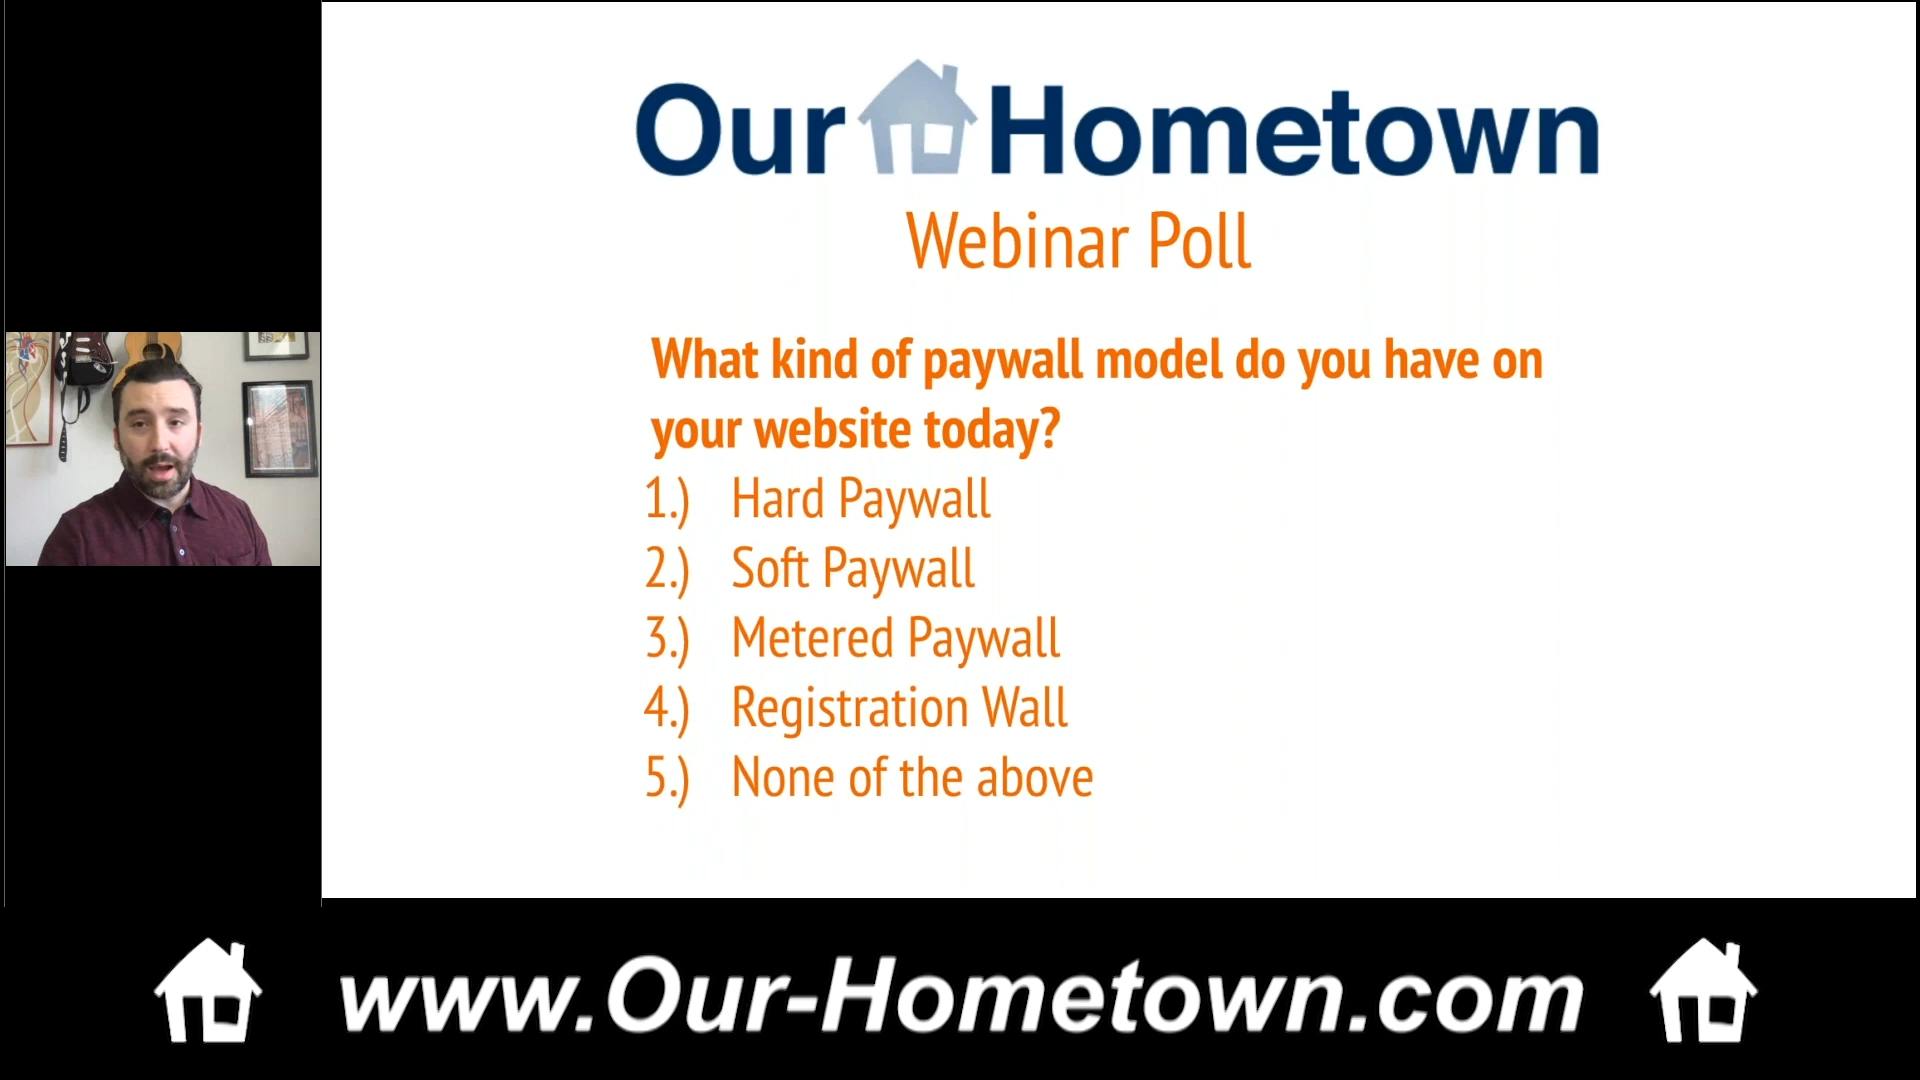 Our Hometown
Webinar Poll
What kind of paywall model do you have on
your website today?
1.) Hard Paywall
2.) Soft Paywall
3.) Metered Paywall
4.) Registration Wall
5.) None of the above
www.Our-Hometown.com